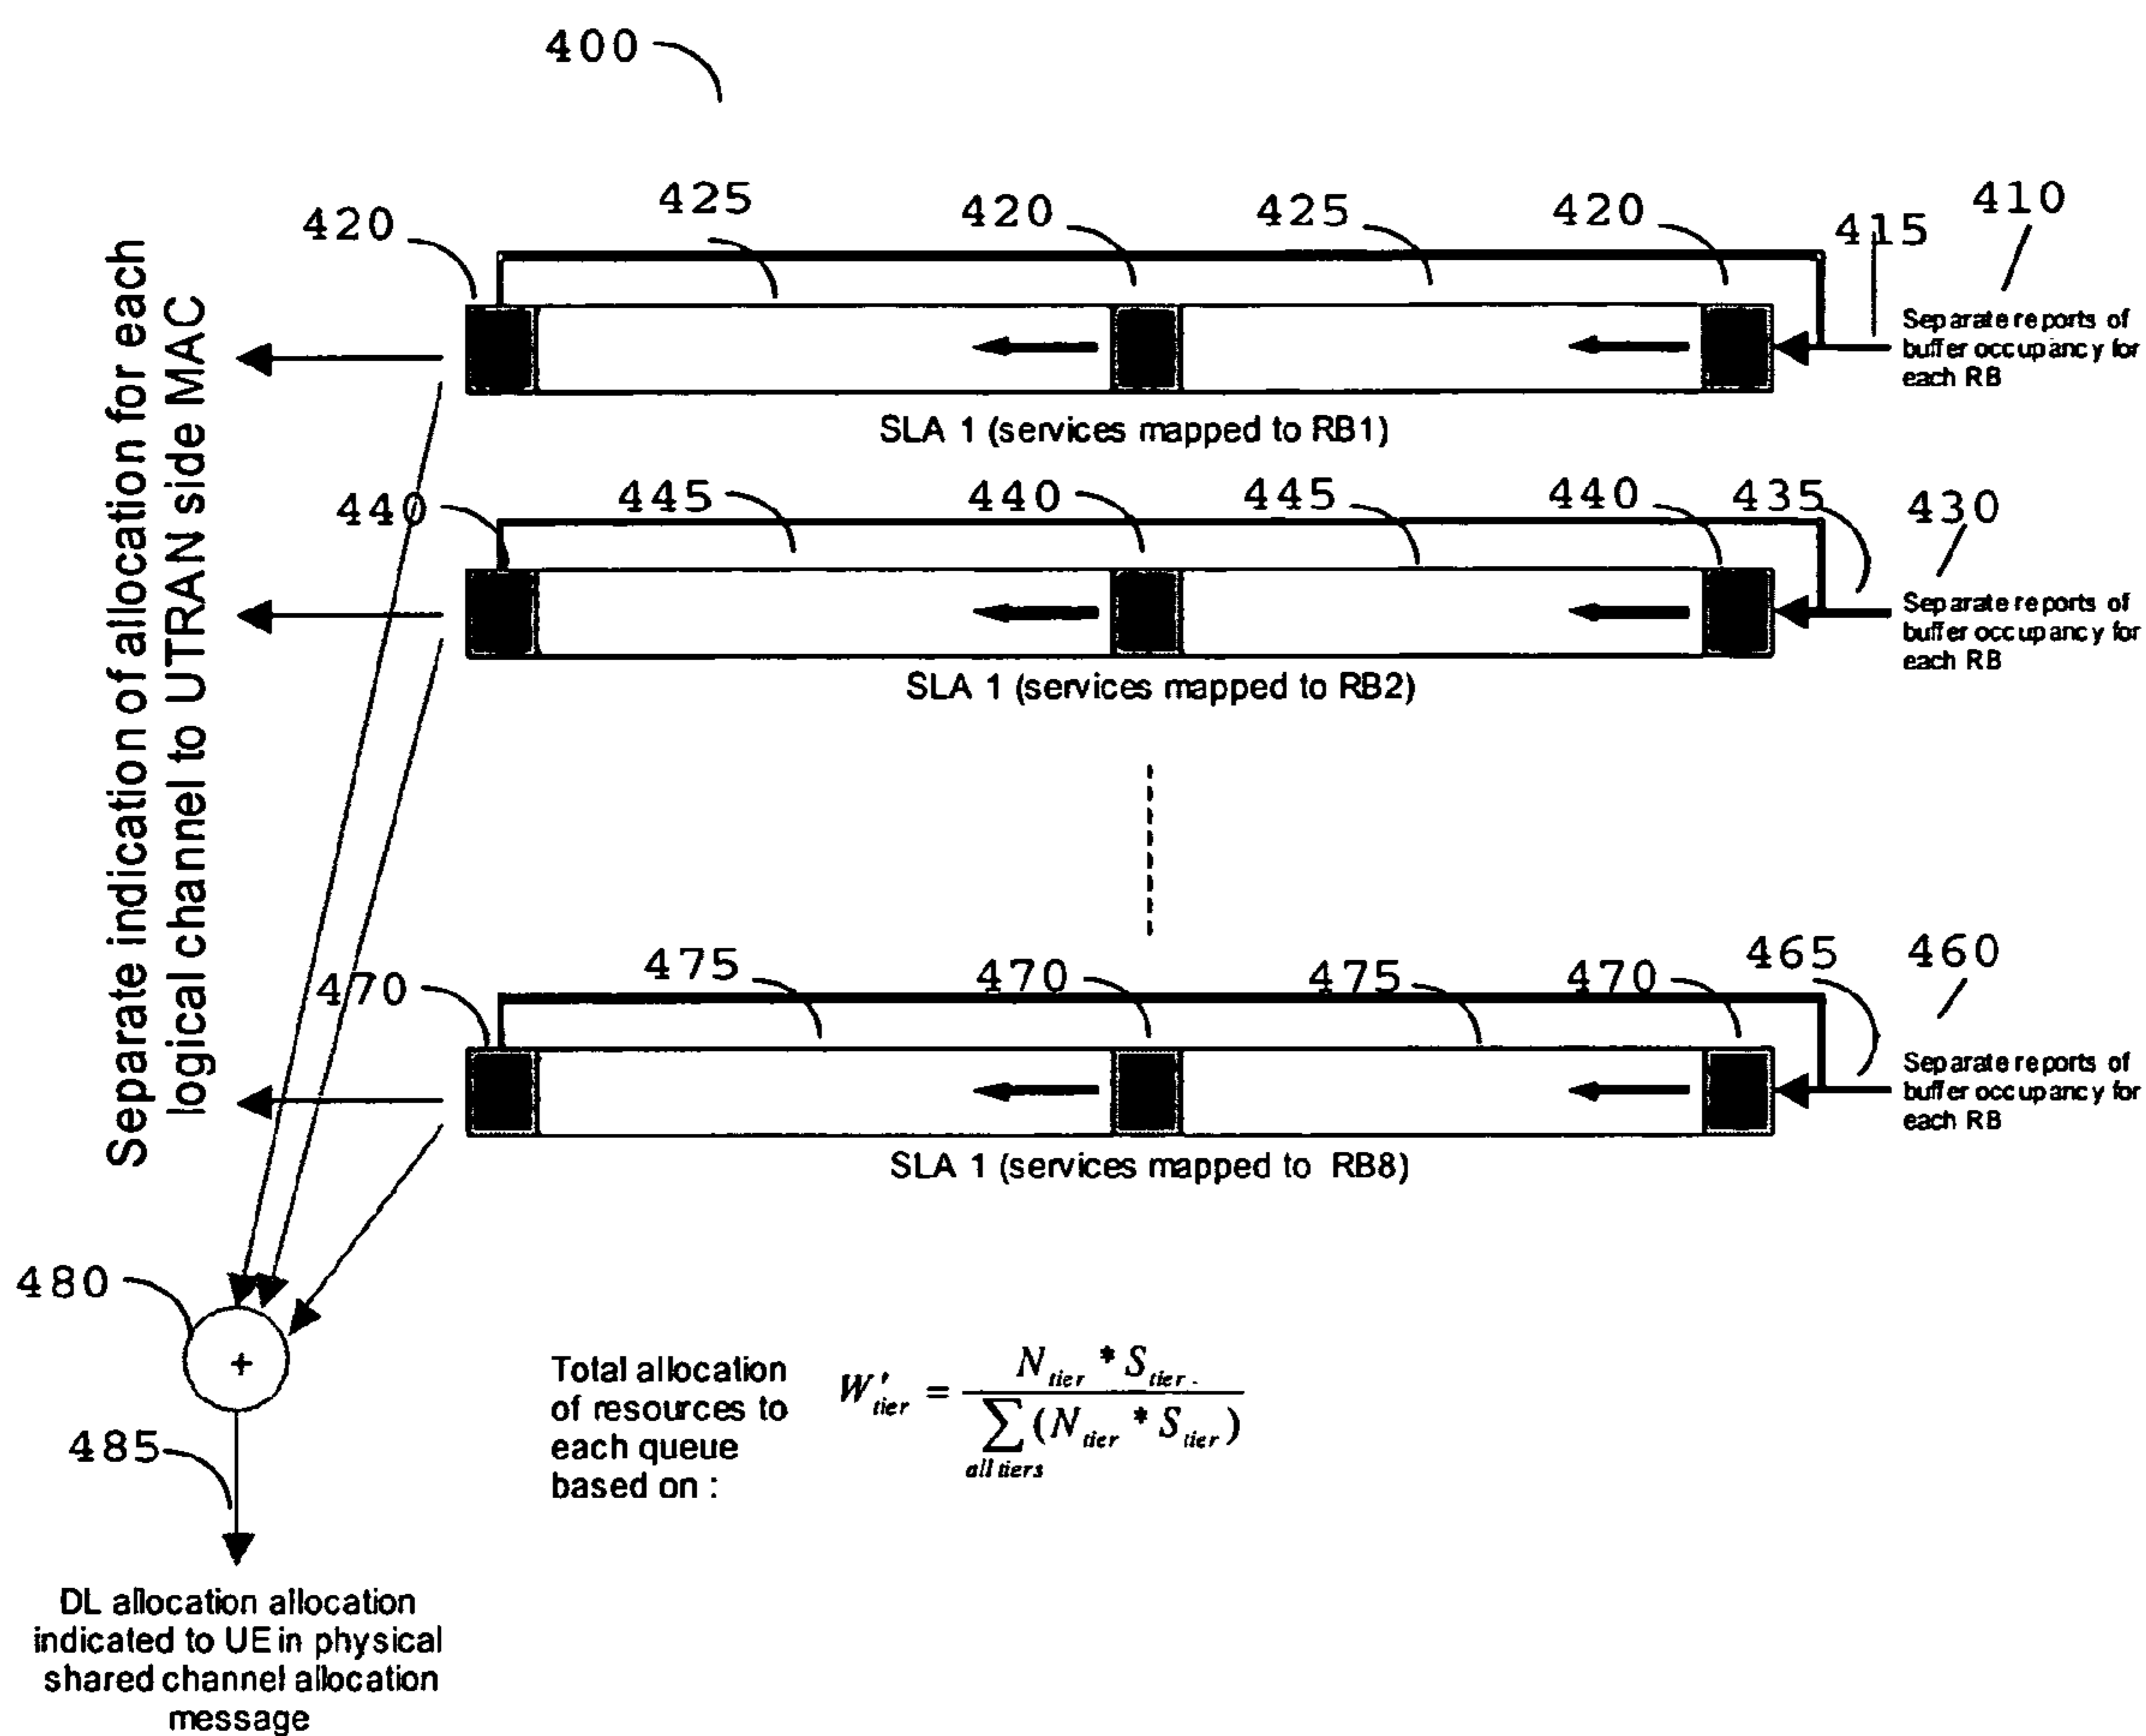 400
420
425
420
425
420
415
410
Separate reports of
buffer occupancy for
each RB
SLA 1 (services mapped to RB1)
440
445
440
445
440
435
430
Separate reports of
buffer occupancy for
each RB
SLA 1 (services mapped to RB2)
470
475
470
475
470
465
460
Separate reports of
buffer occupancy for
each RB
SLA 1 (services mapped to RB8)
Separate indication of allocation for each
logical channel to UTRAN side MAC
480
+
485
DL allocation allocation
indicated to UE in physical
shared channel allocation
message
Total allocation
of resources to
each queue
based on :
W'tier = Ntier * Stier. / ∑all tiers (Ntier * Stier)